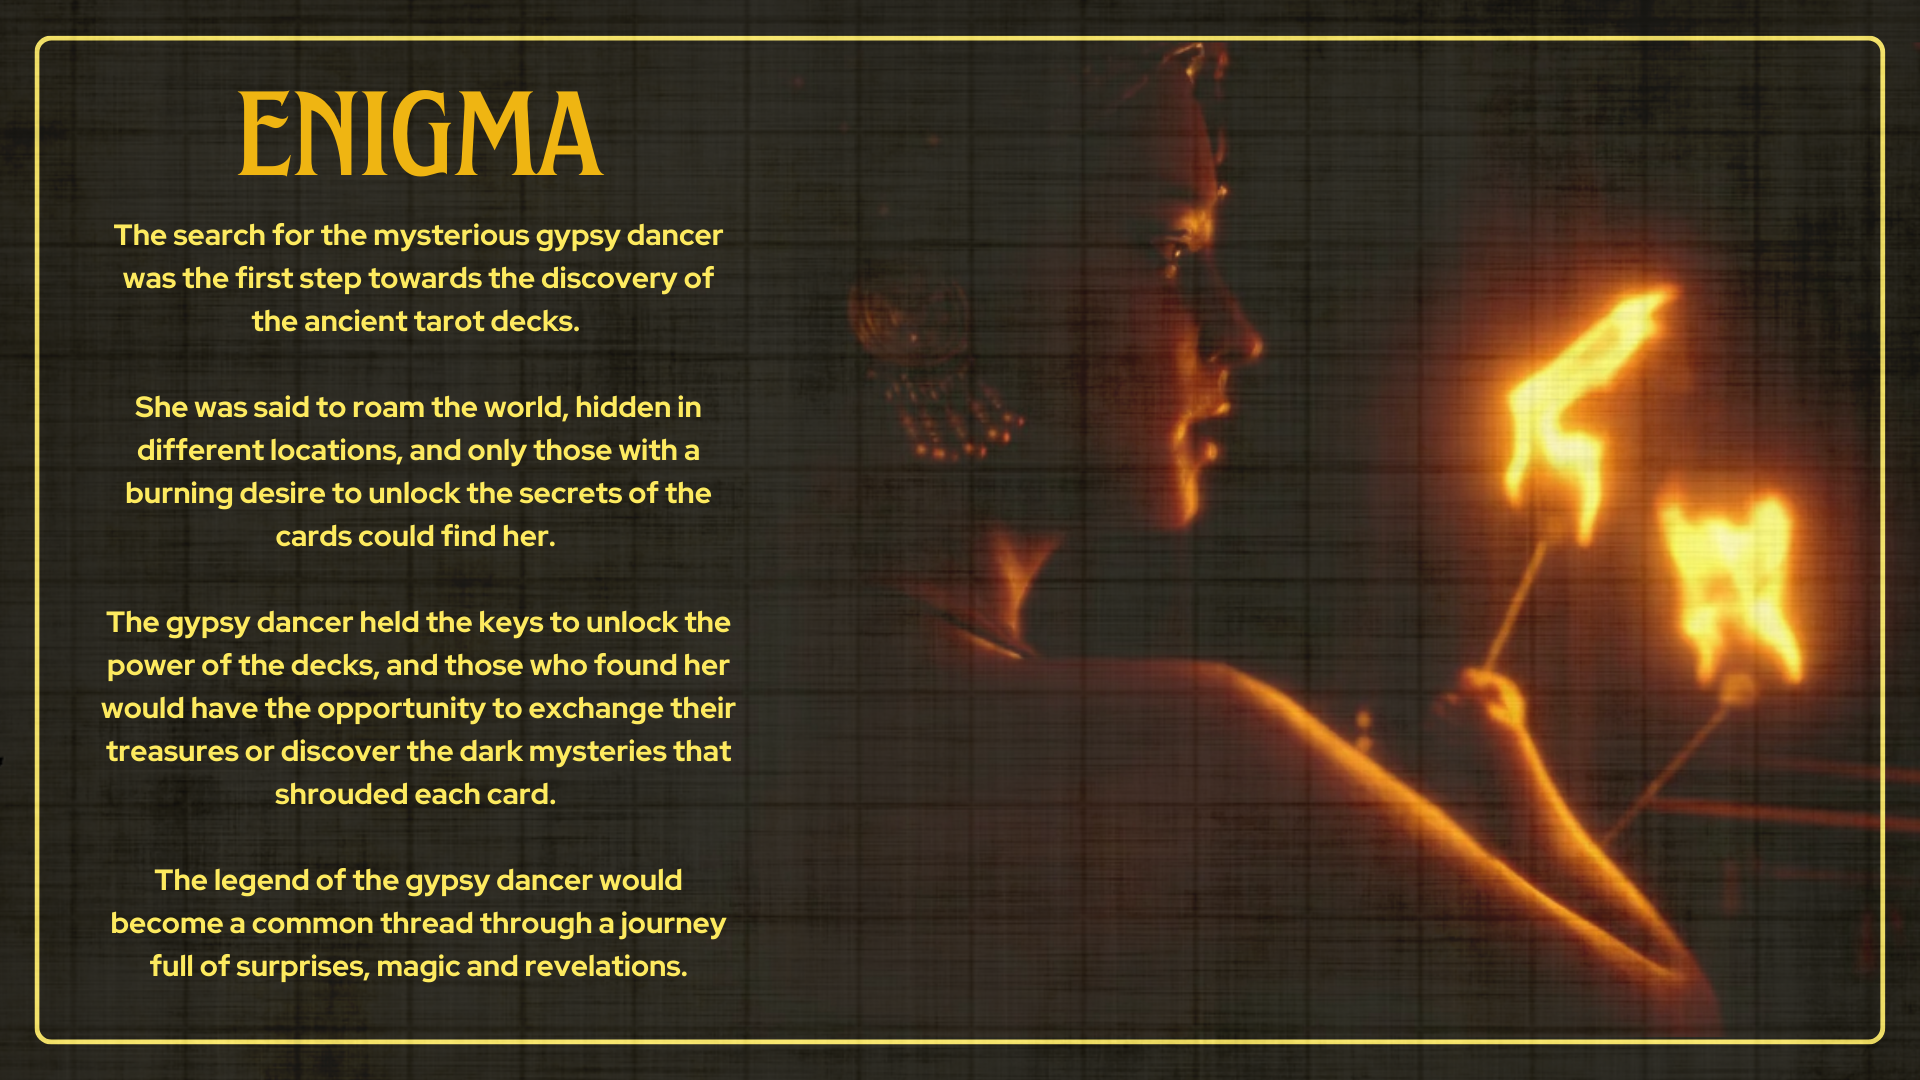 ENIGMA
The search for the mysterious gypsy dancer
was the first step towards the discovery of
the ancient tarot decks.
She was said to roam the world, hidden in
different locations, and only those with a
burning desire to unlock the secrets of the
cards could find her.
The gypsy dancer held the keys to unlock the
power of the decks, and those who found her
would have the opportunity to exchange their
treasures or discover the dark mysteries that
shrouded each card.
The legend of the gypsy dancer would
become a common thread through a journey
full of surprises, magic and revelations.